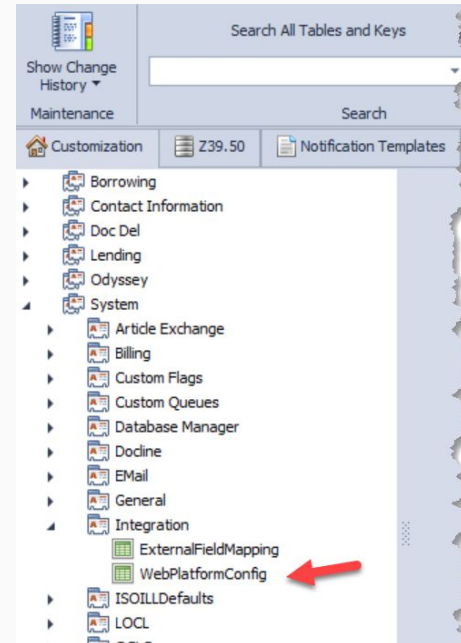 Show Change
History
Maintenance
Search All Tables and Keys
Search
Customization
Z39.50
Notification Templates
Borrowing
Contact Information
Doc Del
Lending
Odyssey
System
Article Exchange
Billing
Custom Flags
Custom Queues
Database Manager
Docline
EMail
General
Integration
ExternalFieldMapping
WebPlatformConfig
ISOILLDefaults
LOCL